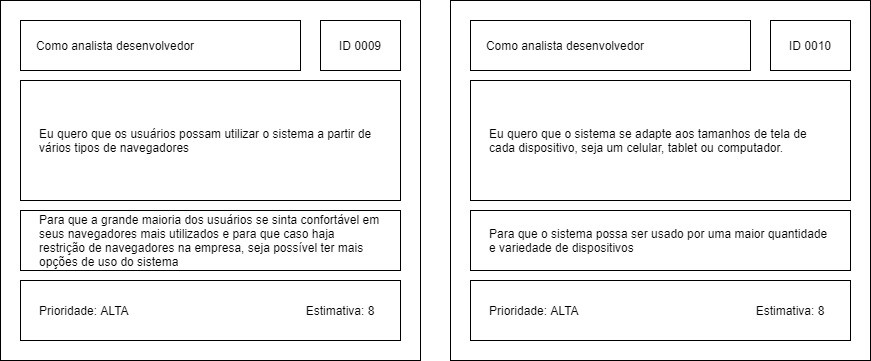 Como analista desenvolvedor
ID 0009
Eu quero que os usuários possam utilizar o sistema a partir de
vários tipos de navegadores
Para que a grande maioria dos usuários se sinta confortável em
seus navegadores mais utilizados e para que caso haja
restrição de navegadores na empresa, seja possível ter mais
opções de uso do sistema
Prioridade: ALTA
Estimativa: 8
Como analista desenvolvedor
ID 0010
Eu quero que o sistema se adapte aos tamanhos de tela de
cada dispositivo, seja um celular, tablet ou computador.
Para que o sistema possa ser usado por uma maior quantidade
e variedade de dispositivos
Prioridade: ALTA
Estimativa: 8